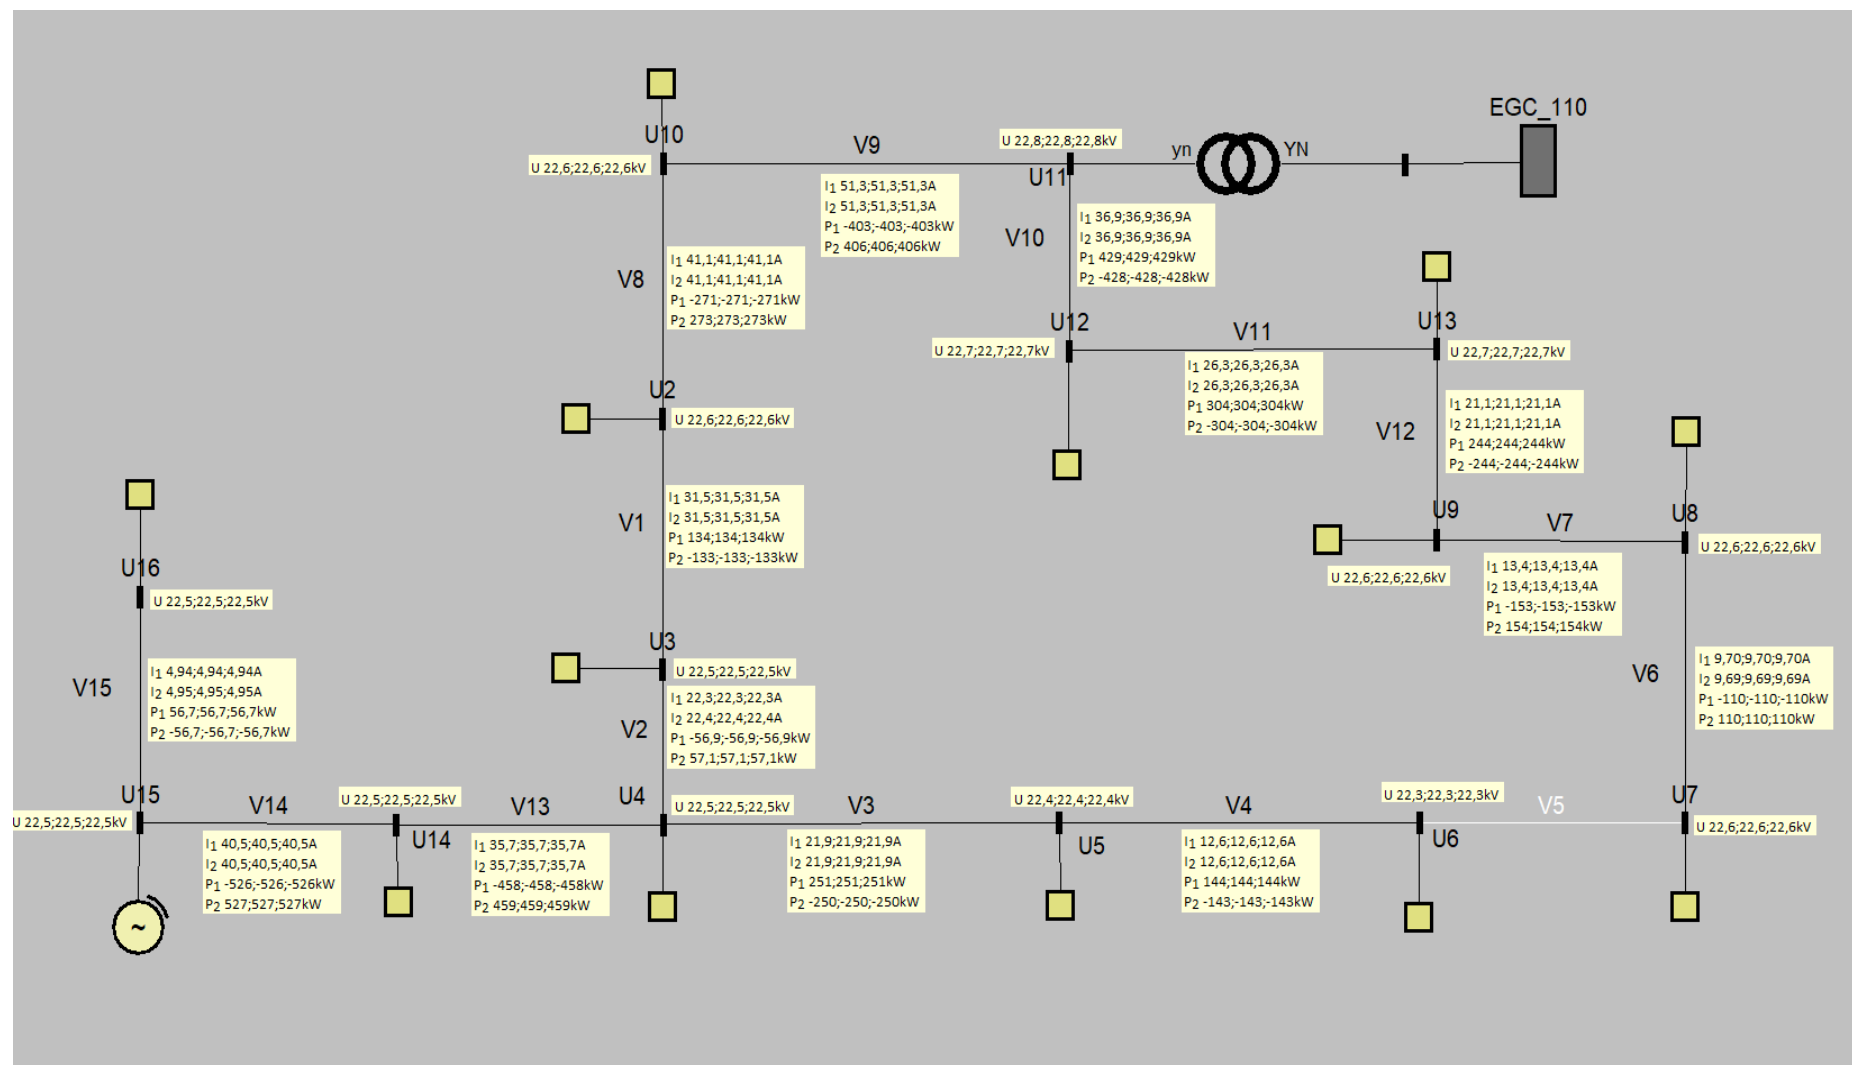 EGC_110
U10
V9
U 22,8;22,8;22,8kV
yn
YN
U 22,6;22,6;22,6kV
U11
I1 51,3;51,3;51,3A
I2 51,3;51,3;51,3A
P1 -403;-403;-403kW
P2 406;406;406kW
V10
I1 36,9;36,9;36,9A
I2 36,9;36,9;36,9A
P1 429;429;429kW
P2 -428;-428;-428kW
V8
I1 41,1;41,1;41,1A
I2 41,1;41,1;41,1A
P1 -271;-271;-271kW
P2 273;273;273kW
U12
V11
U13
U 22,7;22,7;22,7kV
U 22,7;22,7;22,7kV
I1 26,3;26,3;26,3A
I2 26,3;26,3;26,3A
P1 304;304;304kW
P2 -304;-304;-304kW
U2
U 22,6;22,6;22,6kV
V12
I1 21,1;21,1;21,1A
I2 21,1;21,1;21,1A
P1 244;244;244kW
P2 -244;-244;-244kW
V1
I1 31,5;31,5;31,5A
I2 31,5;31,5;31,5A
P1 134;134;134kW
P2 -133;-133;-133kW
U9
V7
U8
U 22,6;22,6;22,6kV
U 22,6;22,6;22,6kV
I1 13,4;13,4;13,4A
I2 13,4;13,4;13,4A
P1 -153;-153;-153kW
P2 154;154;154kW
U16
U 22,5;22,5;22,5kV
U3
U 22,5;22,5;22,5kV
V15
I1 4,94;4,94;4,94A
I2 4,95;4,95;4,95A
P1 56,7;56,7;56,7kW
P2 -56,7;-56,7;-56,7kW
V2
I1 22,3;22,3;22,3A
I2 22,4;22,4;22,4A
P1 -56,9;-56,9;-56,9kW
P2 57,1;57,1;57,1kW
V6
I1 9,70;9,70;9,70A
I2 9,69;9,69;9,69A
P1 -110;-110;-110kW
P2 110;110;110kW
U15
V14
U 22,5;22,5;22,5kV
V13
U4
U 22,5;22,5;22,5kV
V3
U 22,4;22,4;22,4kV
V4
U 22,3;22,3;22,3kV
V5
U7
U 22,5;22,5;22,5kV
U14
U5
U6
U 22,6;22,6;22,6kV
I1 40,5;40,5;40,5A
I2 40,5;40,5;40,5A
P1 -526;-526;-526kW
P2 527;527;527kW
I1 35,7;35,7;35,7A
I2 35,7;35,7;35,7A
P1 -458;-458;-458kW
P2 459;459;459kW
I1 21,9;21,9;21,9A
I2 21,9;21,9;21,9A
P1 251;251;251kW
P2 -250;-250;-250kW
I1 12,6;12,6;12,6A
I2 12,6;12,6;12,6A
P1 144;144;144kW
P2 -143;-143;-143kW
~